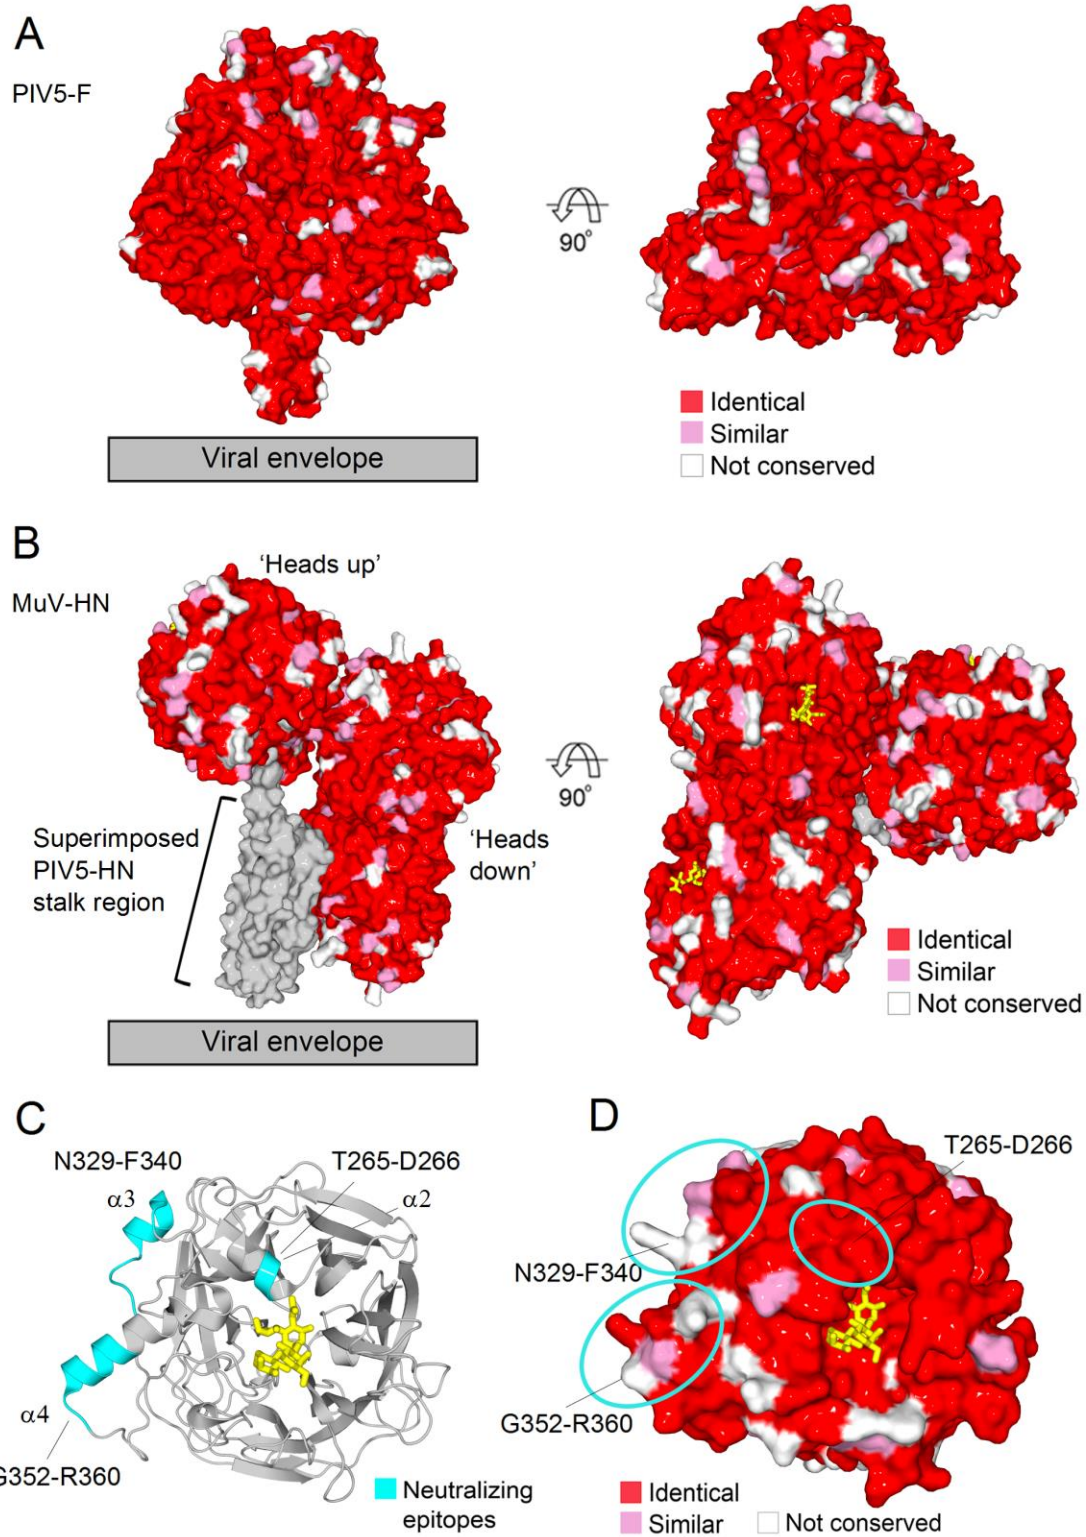 A
PIV5-F
90°
Identical
Similar
Not conserved
Viral envelope
B
MuV-HN
'Heads up'
90°
Superimposed
PIV5-HN
stalk region
'Heads
down'
Identical
Similar
Not conserved
Viral envelope
C
N329-F340
α3
T265-D266
α2
α4
G352-R360
Neutralizing
epitopes
D
T265-D266
N329-F340
G352-R360
Identical
Similar
Not conserved